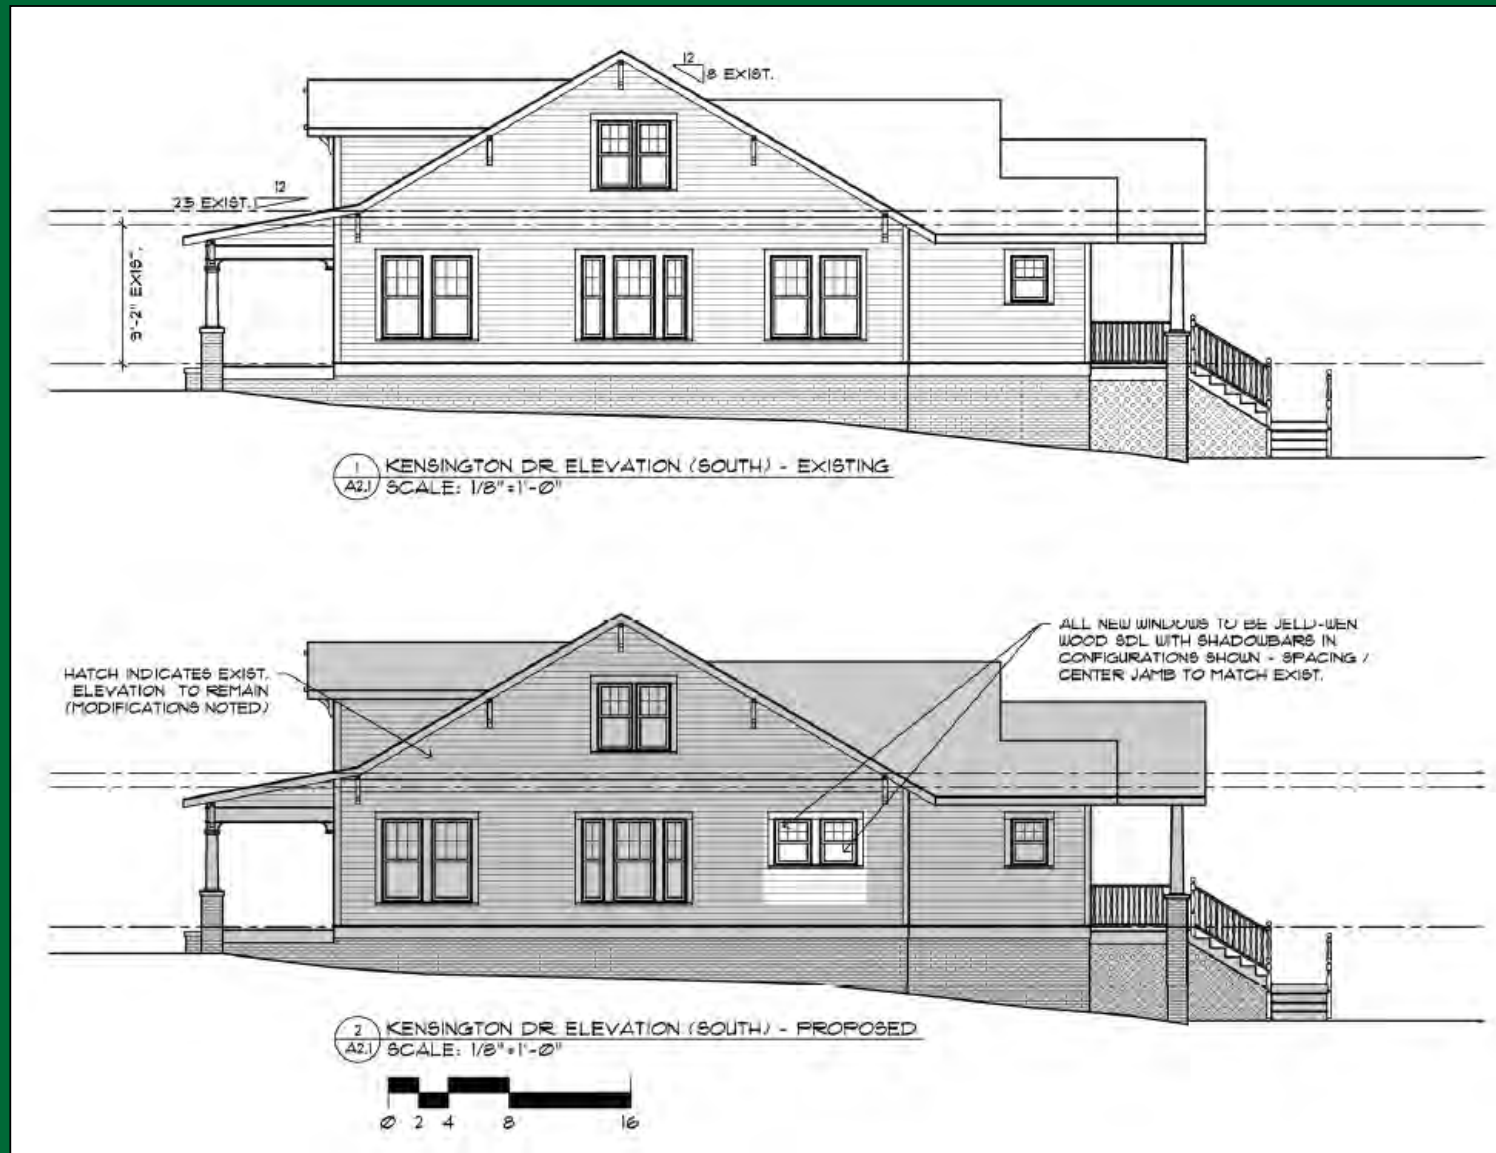 12
8 EXIST.
12
2.5 EXIST.
9'-2" EXIST.
1
A2.1
KENSINGTON DR. ELEVATION (SOUTH) - EXISTING
SCALE: 1/8"=1'-0"
ALL NEW WINDOWS TO BE JELD-WEN
WOOD SDL WITH SHADOWBARS IN
CONFIGURATIONS SHOWN - SPACING /
CENTER JAMB TO MATCH EXIST.
HATCH INDICATES EXIST.
ELEVATION TO REMAIN
(MODIFICATIONS NOTED)
2
A2.1
KENSINGTON DR. ELEVATION (SOUTH) - PROPOSED
SCALE: 1/8"=1'-0"
0 2 4 8 16